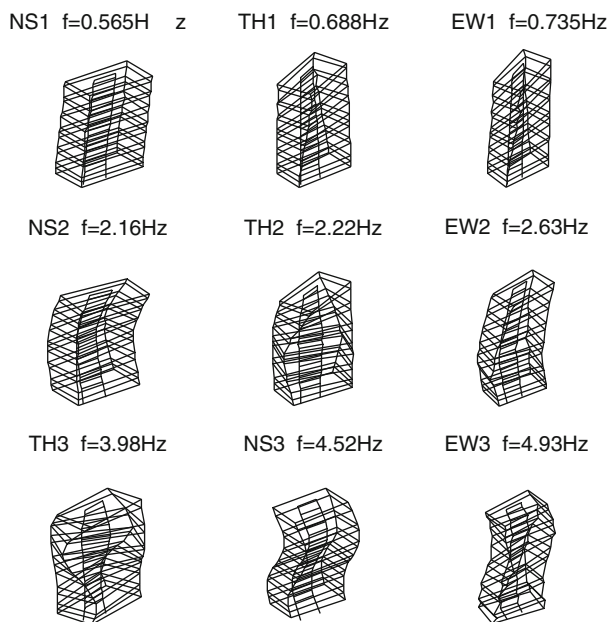 NS1 f=0.565H z TH1 f=0.688Hz EW1 f=0.735Hz
NS2 f=2.16Hz TH2 f=2.22Hz EW2 f=2.63Hz
TH3 f=3.98Hz NS3 f=4.52Hz EW3 f=4.93Hz